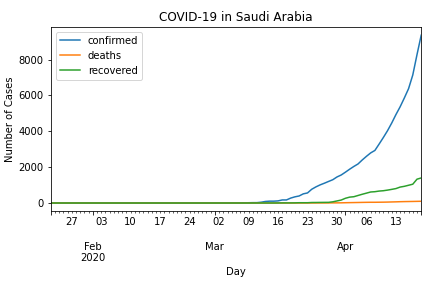 COVID-19 in Saudi Arabia
confirmed
deaths
recovered
Number of Cases
8000
6000
4000
2000
0
27 03 10 17 24 02 09 16 23 30 06 13
Feb Mar Apr
2020
Day